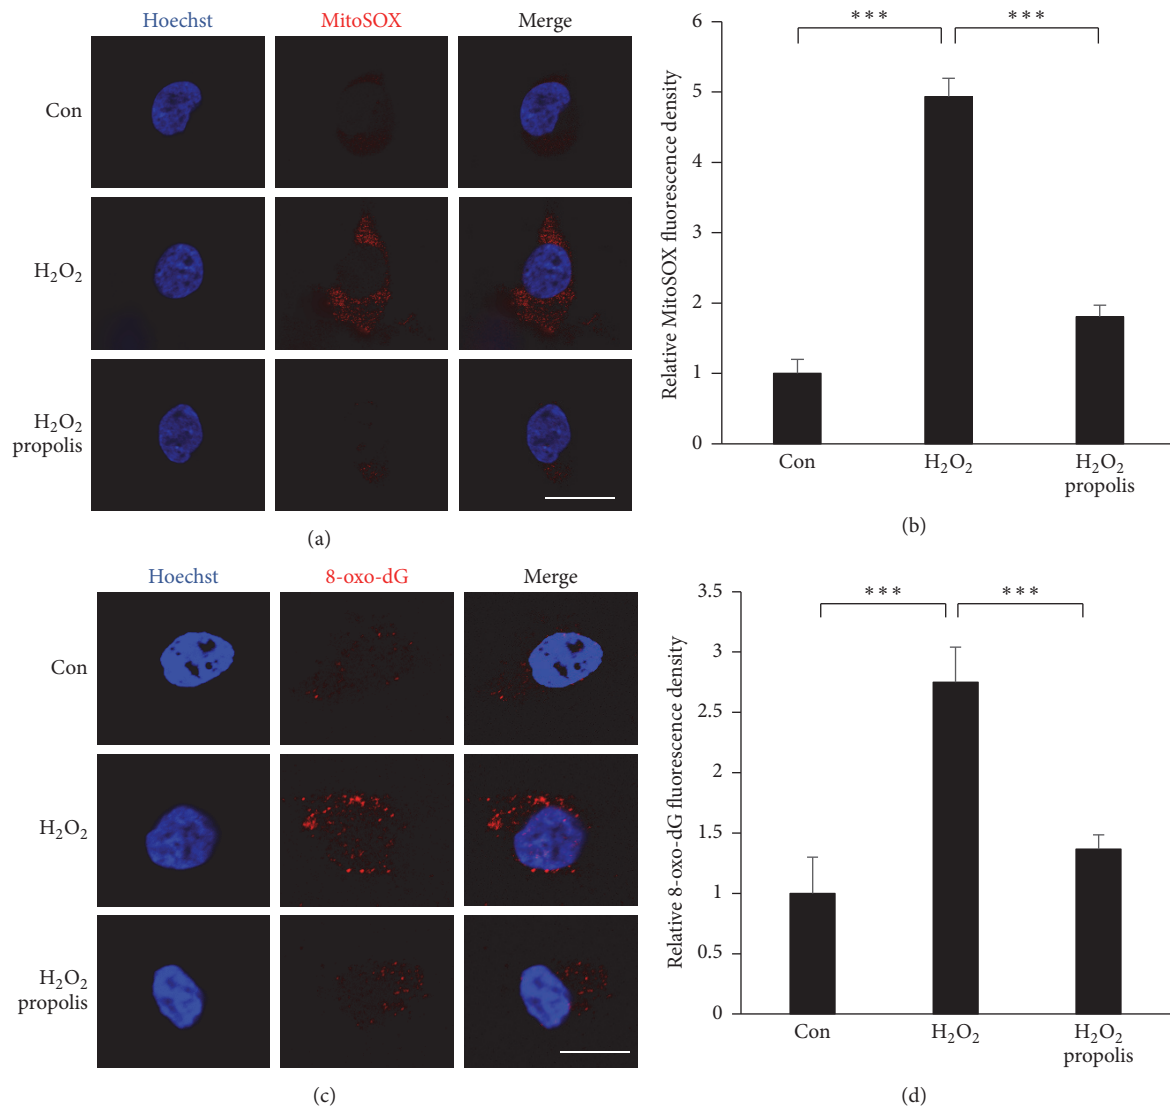 Hoechst MitoSOX Merge
Con
H₂O₂
H₂O₂
propolis
(a)
Relative MitoSOX fluorescence density
6
5
4
3
2
1
0
*** ***
Con H₂O₂ H₂O₂
propolis
(b)
Hoechst 8-oxo-dG Merge
Con
H₂O₂
H₂O₂
propolis
(c)
Relative 8-oxo-dG fluorescence density
3.5
3
2.5
2
1.5
1
0.5
0
*** ***
Con H₂O₂ H₂O₂
propolis
(d)